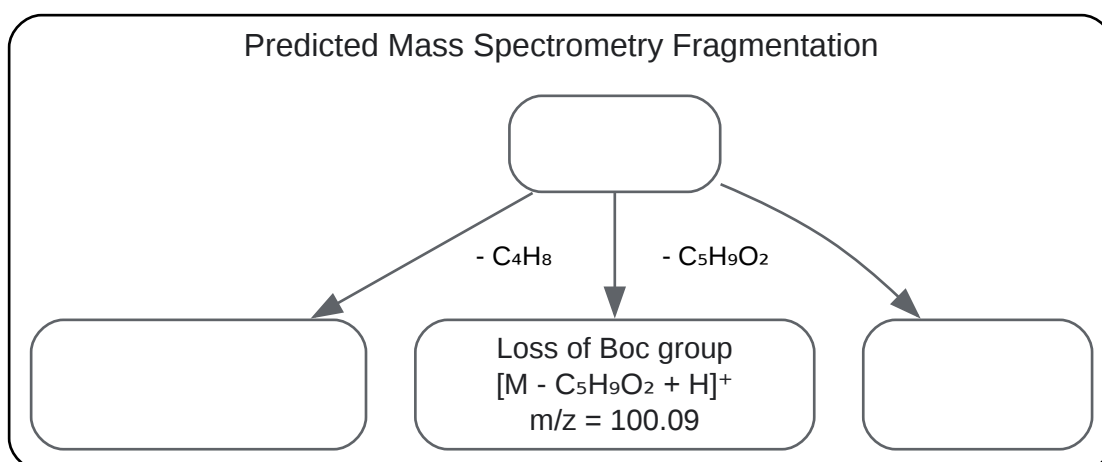 Predicted Mass Spectrometry Fragmentation
- C₄H₈
- C₅H₉O₂
Loss of Boc group
[M - C₅H₉O₂ + H]⁺
m/z = 100.09